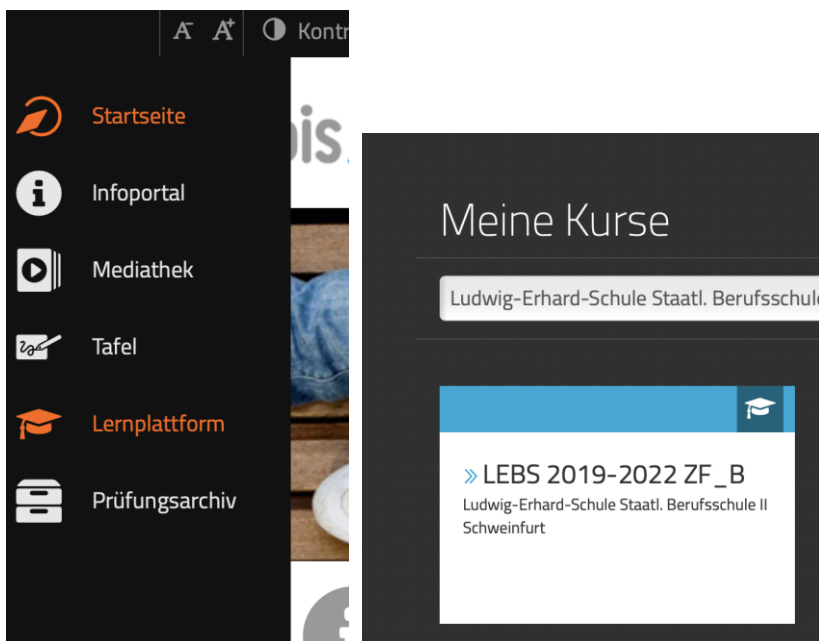 A- A+ Kontr
Startseite
Infoportal
Mediathek
Tafel
Lernplattform
Prüfungsarchiv
is
Meine Kurse
Ludwig-Erhard-Schule Staatl. Berufsschule
» LEBS 2019-2022 ZF_B
Ludwig-Erhard-Schule Staatl. Berufsschule II
Schweinfurt